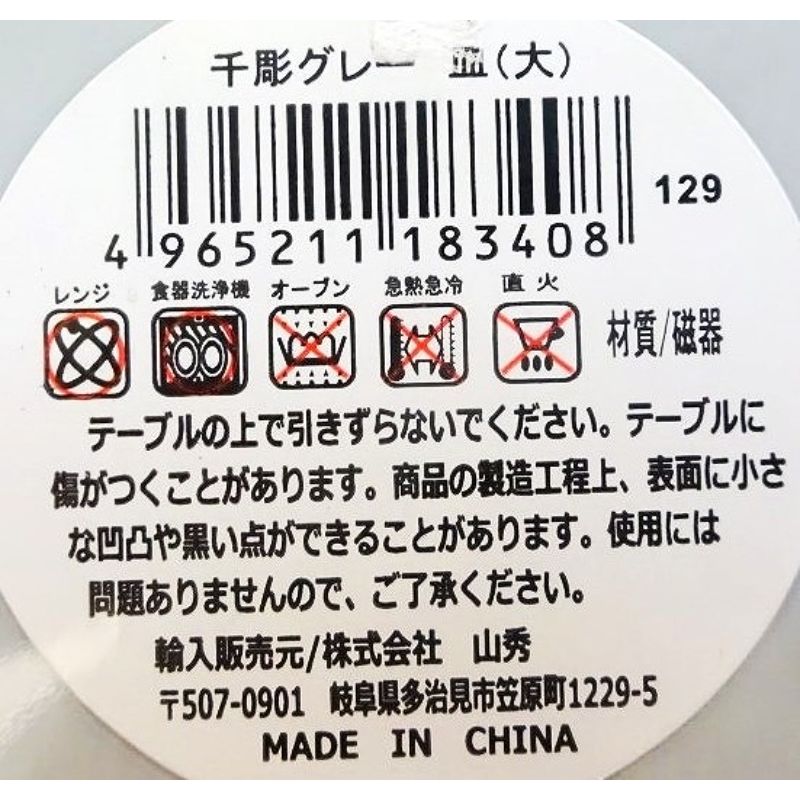 千彫グレー 皿(大)
129
4 965211 183408
レンジ 食器洗浄機 オーブン 急熱急冷 直火
材質/磁器
テーブルの上で引きずらないでください。テーブルに
傷がつくことがあります。商品の製造工程上、表面に小さ
な凹凸や黒い点ができることがあります。使用には
問題ありませんので、ご了承ください。
輸入販売元/株式会社 山秀
〒507-0901 岐阜県多治見市笠原町1229-5
MADE IN CHINA